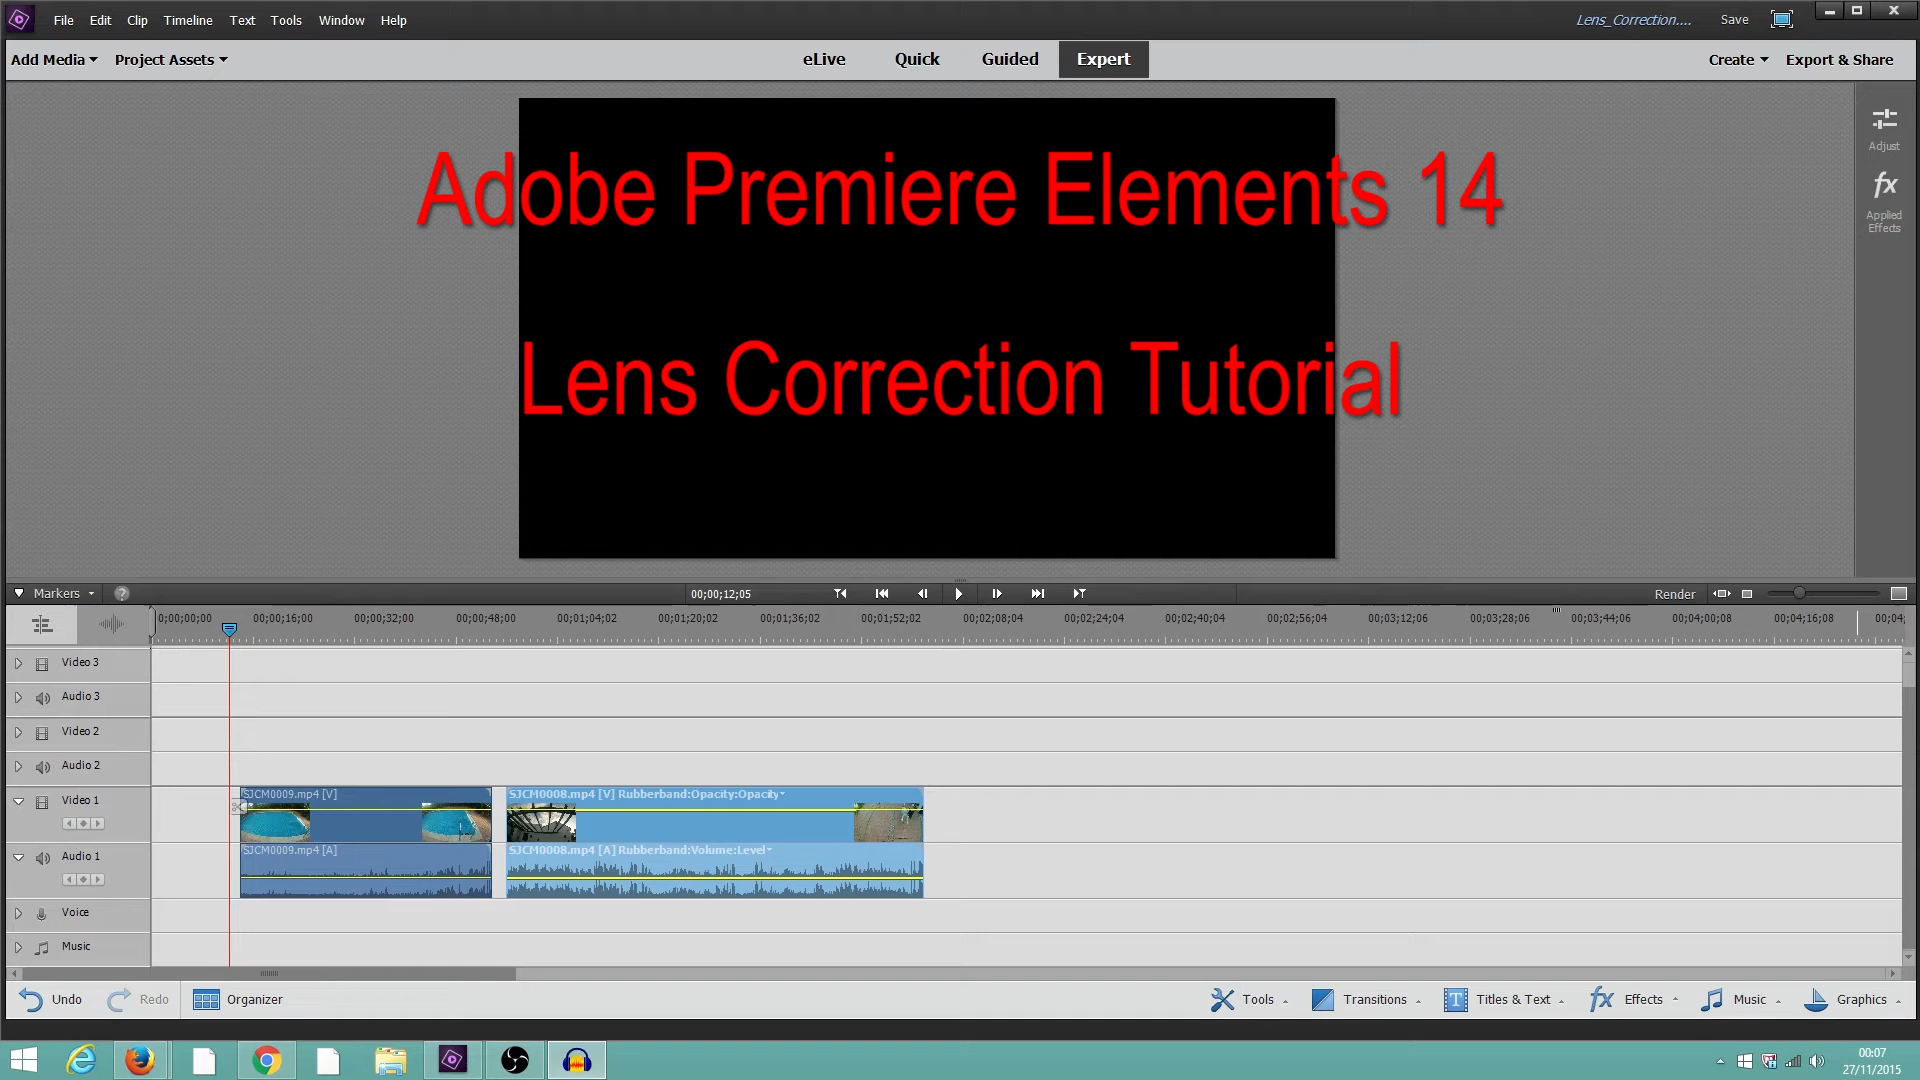 File Edit Clip Timeline Text Tools Window Help
Lens_Correction.... Save
Add Media Project Assets
eLive Quick Guided Expert
Create Export & Share
Adobe Premiere Elements 14
Lens Correction Tutorial
Adjust
fx
Applied
Effects
Markers ? 00;00;12;05 Render
0;00;00;00 00;00;16;00 00;00;32;00 00;00;48;00 00;01;04;02 00;01;20;02 00;01;36;02 00;01;52;02 00;02;08;04 00;02;24;04 00;02;40;04 00;02;56;04 00;03;12;06 00;03;28;06 00;03;44;06 00;04;00;08 00;04;16;08 00;04;
Video 3
Audio 3
Video 2
Audio 2
Video 1
SJCM0009.mp4 [V] SJCM0008.mp4 [V] Rubberband:Opacity:Opacity
Audio 1
SJCM0009.mp4 [A] SJCM0008.mp4 [A] Rubberband:Volume:Level
Voice
Music
Undo Redo Organizer
Tools Transitions T Titles & Text fx Effects Music Graphics
00:07
27/11/2015